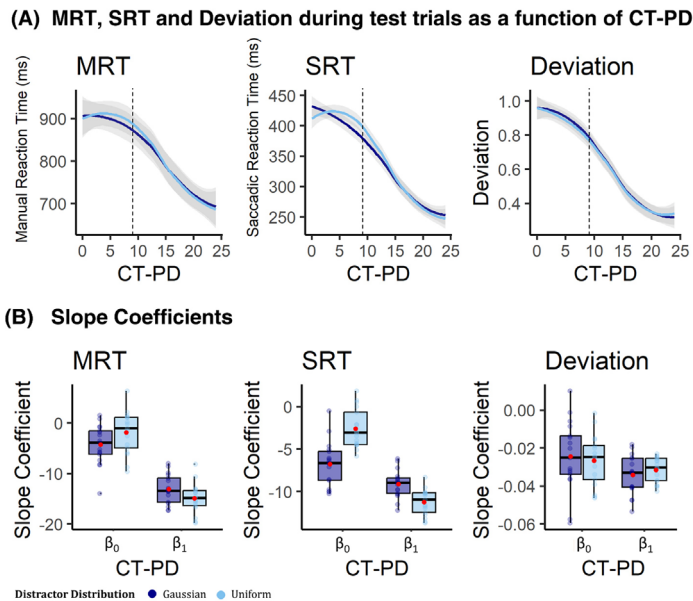 (A) MRT, SRT and Deviation during test trials as a function of CT-PD
MRT
Manual Reaction Time (ms)
900
800
700
0 5 10 15 20 25
CT-PD
SRT
Saccadic Reaction Time (ms)
450
400
350
300
250
0 5 10 15 20 25
CT-PD
Deviation
Deviation
1.0
0.8
0.6
0.4
0 5 10 15 20 25
CT-PD
(B) Slope Coefficients
MRT
Slope Coefficient
0
-10
-20
β0 β1
CT-PD
SRT
Slope Coefficient
0
-5
-10
β0 β1
CT-PD
Deviation
Slope Coefficient
0.00
-0.02
-0.04
-0.06
β0 β1
CT-PD
Distractor Distribution Gaussian Uniform